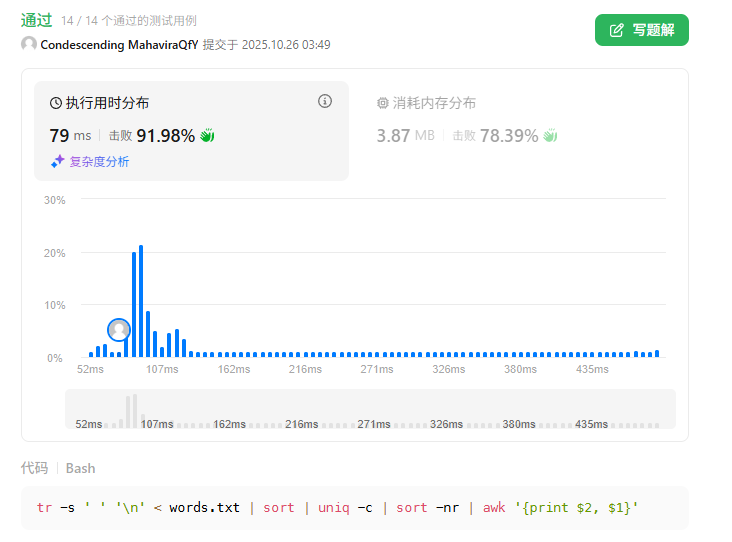 通过 14 / 14 个通过的测试用例
写题解
Condescending MahaviraQfY 提交于 2025.10.26 03:49
执行用时分布
79 ms 击败 91.98%
复杂度分析
消耗内存分布
3.87 MB 击败 78.39%
30%
20%
10%
0%
52ms 107ms 162ms 216ms 271ms 326ms 380ms 435ms
52ms 107ms 162ms 216ms 271ms 326ms 380ms 435ms
代码 Bash
tr -s ' ' '\n' < words.txt | sort | uniq -c | sort -nr | awk '{print $2, $1}'